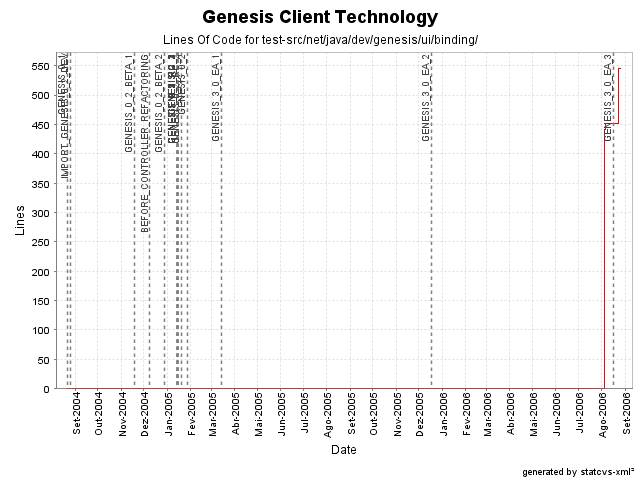 Genesis Client Technology
Lines Of Code for test-src/net/java/dev/genesis/ui/binding/
Lines
550
500
450
400
350
300
250
200
150
100
50
0
GENESIS_0_2_BETA_1
BEFORE_CONTROLLER_REFACTORING
GENESIS_0_2_BETA_2
GENESIS_3_0_EA_1
GENESIS_3_0_EA_2
GENESIS_3_0_EA_3
Set-2004
Out-2004
Nov-2004
Dez-2004
Jan-2005
Fev-2005
Mar-2005
Abr-2005
Mai-2005
Jun-2005
Jul-2005
Ago-2005
Set-2005
Out-2005
Nov-2005
Dez-2005
Jan-2006
Fev-2006
Mar-2006
Abr-2006
Mai-2006
Jun-2006
Jul-2006
Ago-2006
Set-2006
Date
generated by statcvs-xml²